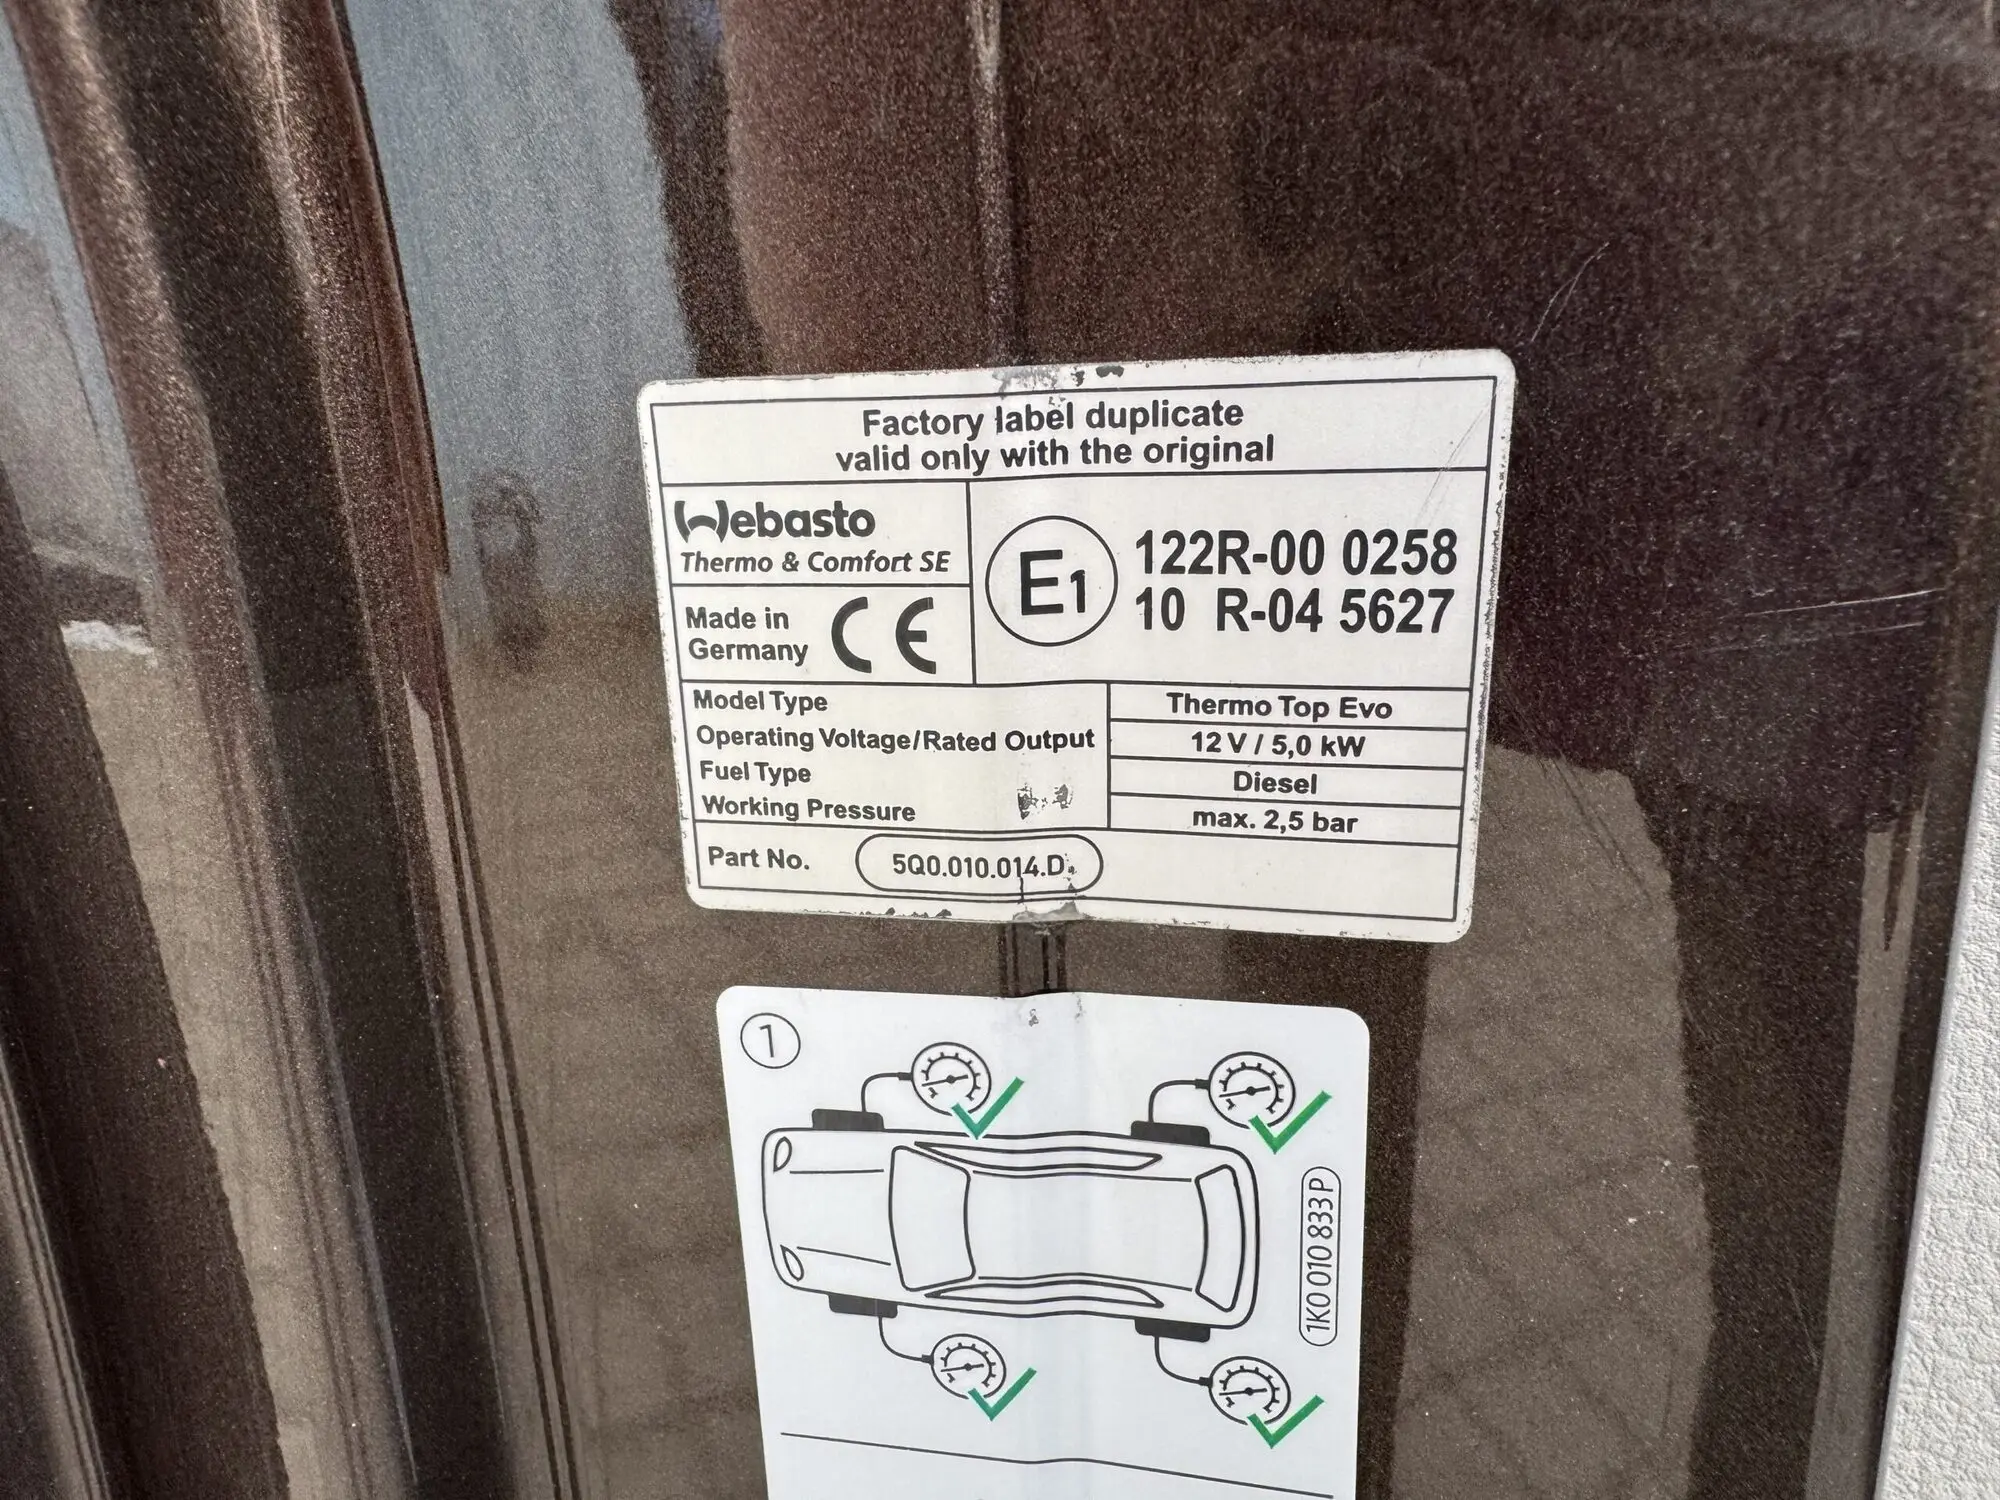 Factory label duplicate
valid only with the original
Webasto
Thermo & Comfort SE
Made in
Germany
CE
E1
122R-00 0258
10 R-04 5627
Model Type
Thermo Top Evo
Operating Voltage/Rated Output
12 V / 5,0 kW
Fuel Type
Diesel
Working Pressure
max. 2,5 bar
Part No.
5Q0.010.014.D
1
1K0 010 833 P